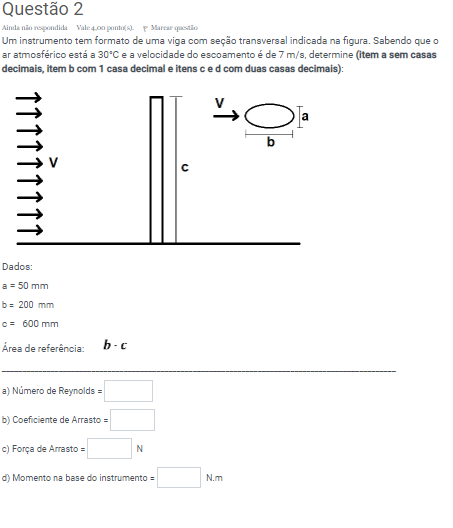 Questão 2
Ainda não respondida Vale 4,00 ponto(s). Marcar questão
Um instrumento tem formato de uma viga com seção transversal indicada na figura. Sabendo que o
ar atmosférico está a 30°C e a velocidade do escoamento é de 7 m/s, determine (item a sem casas
decimais, item b com 1 casa decimal e itens c e d com duas casas decimais):
V
a
b
V
c
Dados:
a = 50 mm
b = 200 mm
c = 600 mm
Área de referência: b · c
a) Número de Reynolds =
b) Coeficiente de Arrasto =
c) Força de Arrasto = N
d) Momento na base do instrumento = N.m